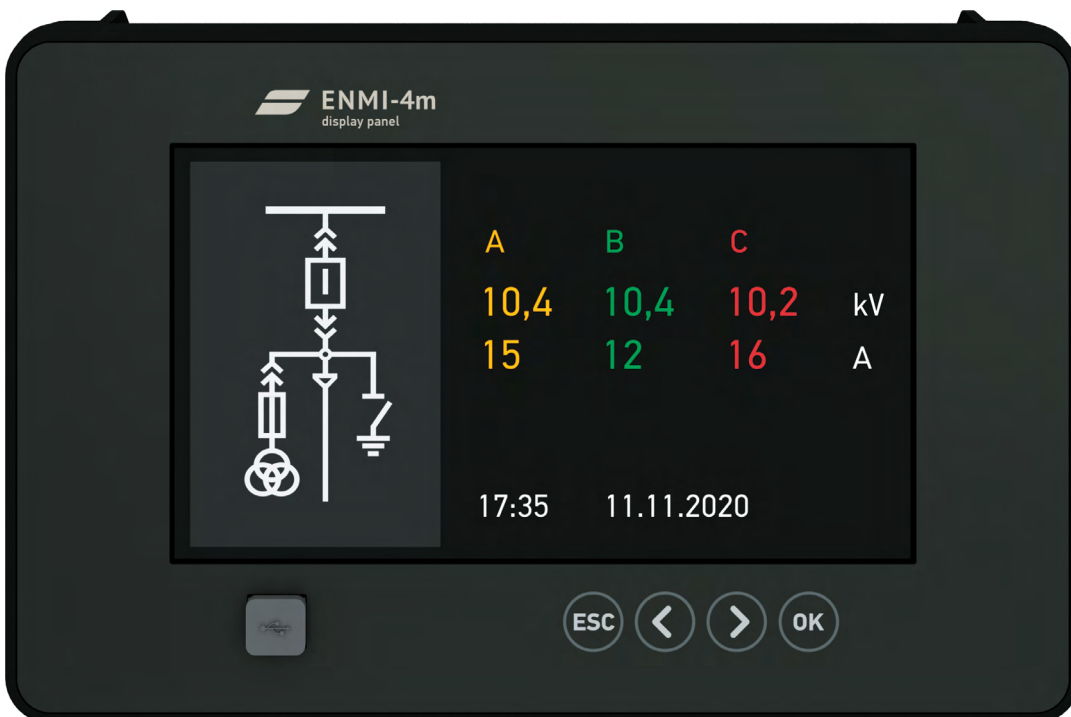 ENMI-4m
display panel
A B C
10,4 10,4 10,2 kV
15 12 16 A
17:35 11.11.2020
ESC OK